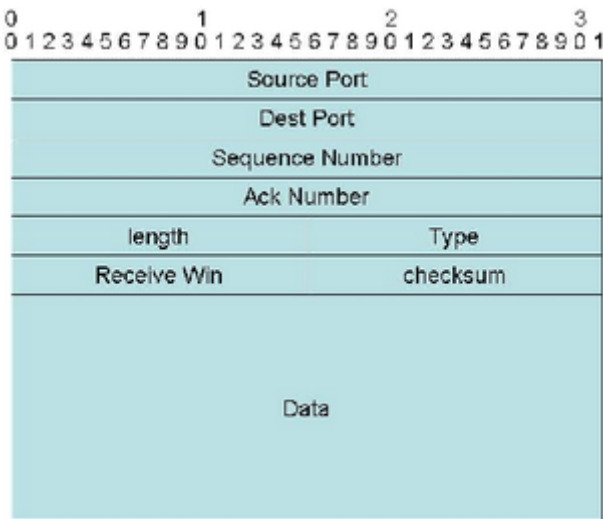 0 1 2 3
0 1 2 3 4 5 6 7 8 9 0 1 2 3 4 5 6 7 8 9 0 1 2 3 4 5 6 7 8 9 0 1
Source Port
Dest Port
Sequence Number
Ack Number
length Type
Receive Win checksum
Data